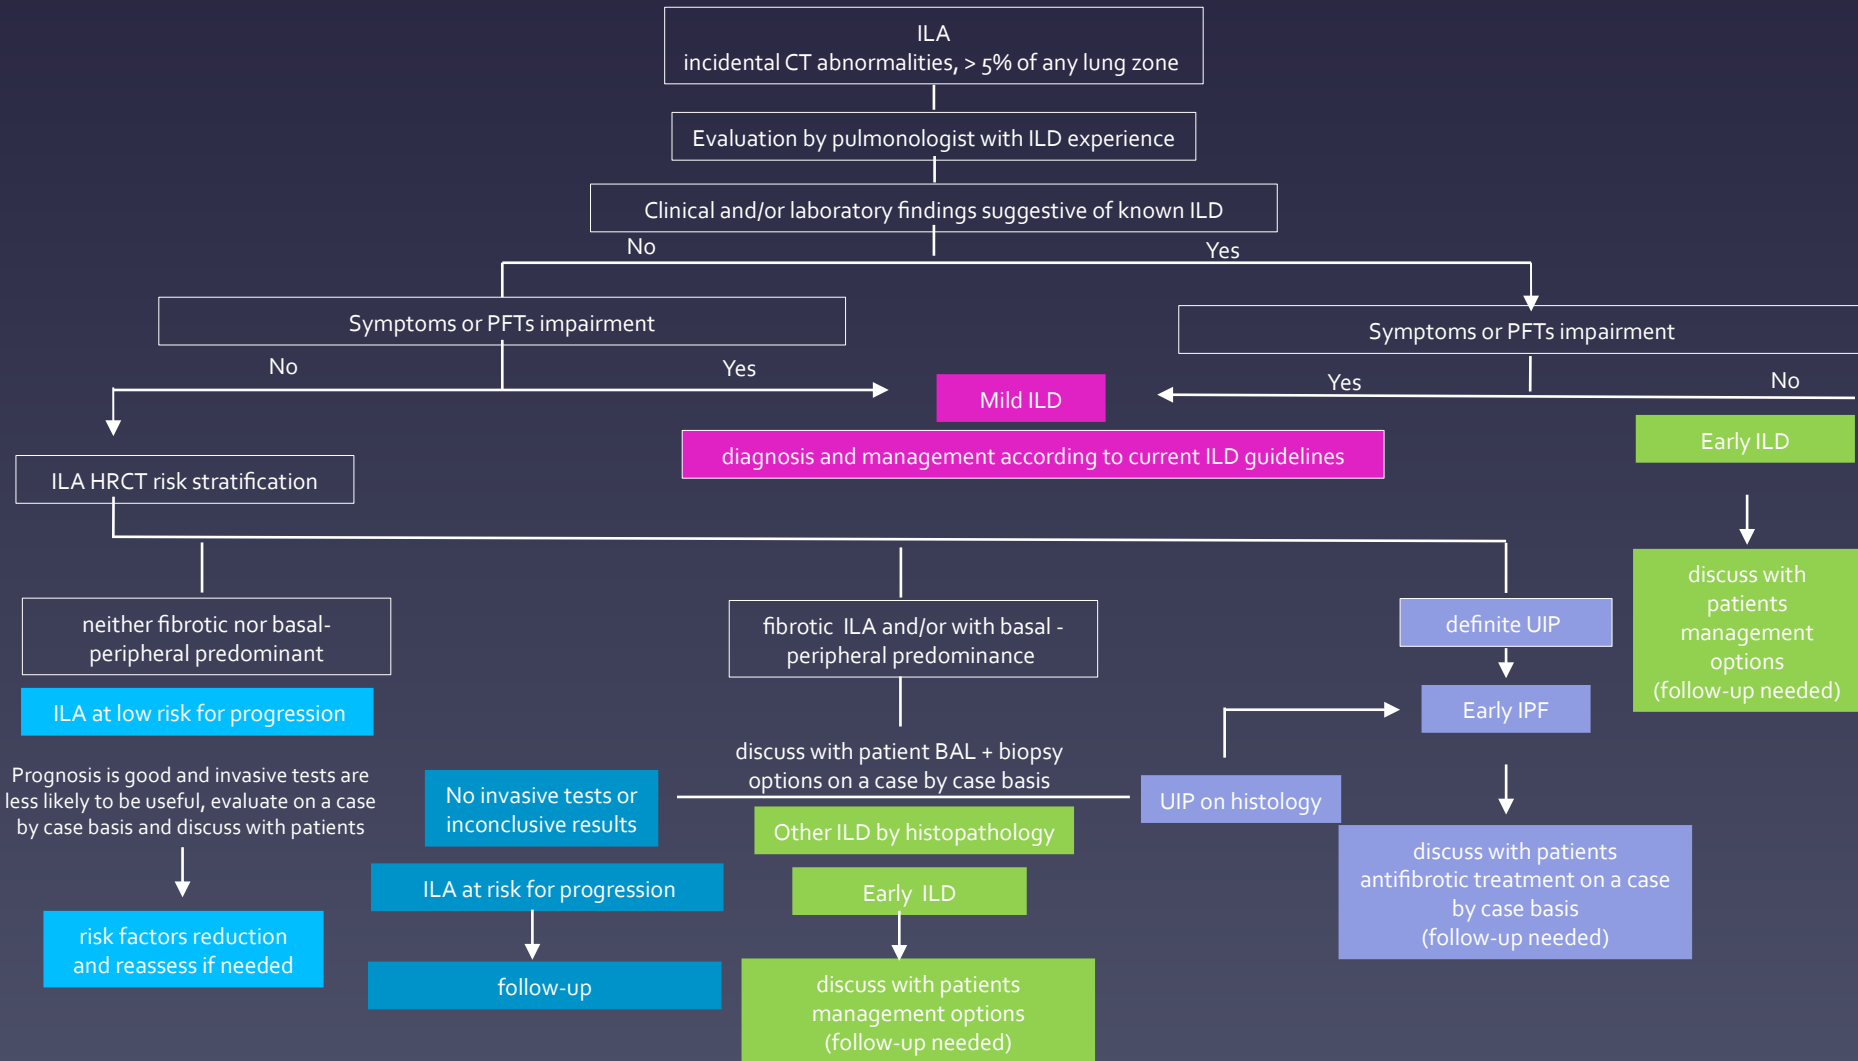 ILA
incidental CT abnormalities, > 5% of any lung zone
Evaluation by pulmonologist with ILD experience
Clinical and/or laboratory findings suggestive of known ILD
No
Yes
Symptoms or PFTs impairment
Symptoms or PFTs impairment
No
Yes
Yes
No
Mild ILD
diagnosis and management according to current ILD guidelines
Early ILD
ILA HRCT risk stratification
discuss with
patients
management
options
(follow-up needed)
neither fibrotic nor basal-
peripheral predominant
fibrotic ILA and/or with basal -
peripheral predominance
definite UIP
ILA at low risk for progression
Early IPF
Prognosis is good and invasive tests are
less likely to be useful, evaluate on a case
by case basis and discuss with patients
discuss with patient BAL + biopsy
options on a case by case basis
No invasive tests or
inconclusive results
Other ILD by histopathology
UIP on histology
ILA at risk for progression
Early ILD
discuss with patients
antifibrotic treatment on a case
by case basis
(follow-up needed)
risk factors reduction
and reassess if needed
follow-up
discuss with patients
management options
(follow-up needed)